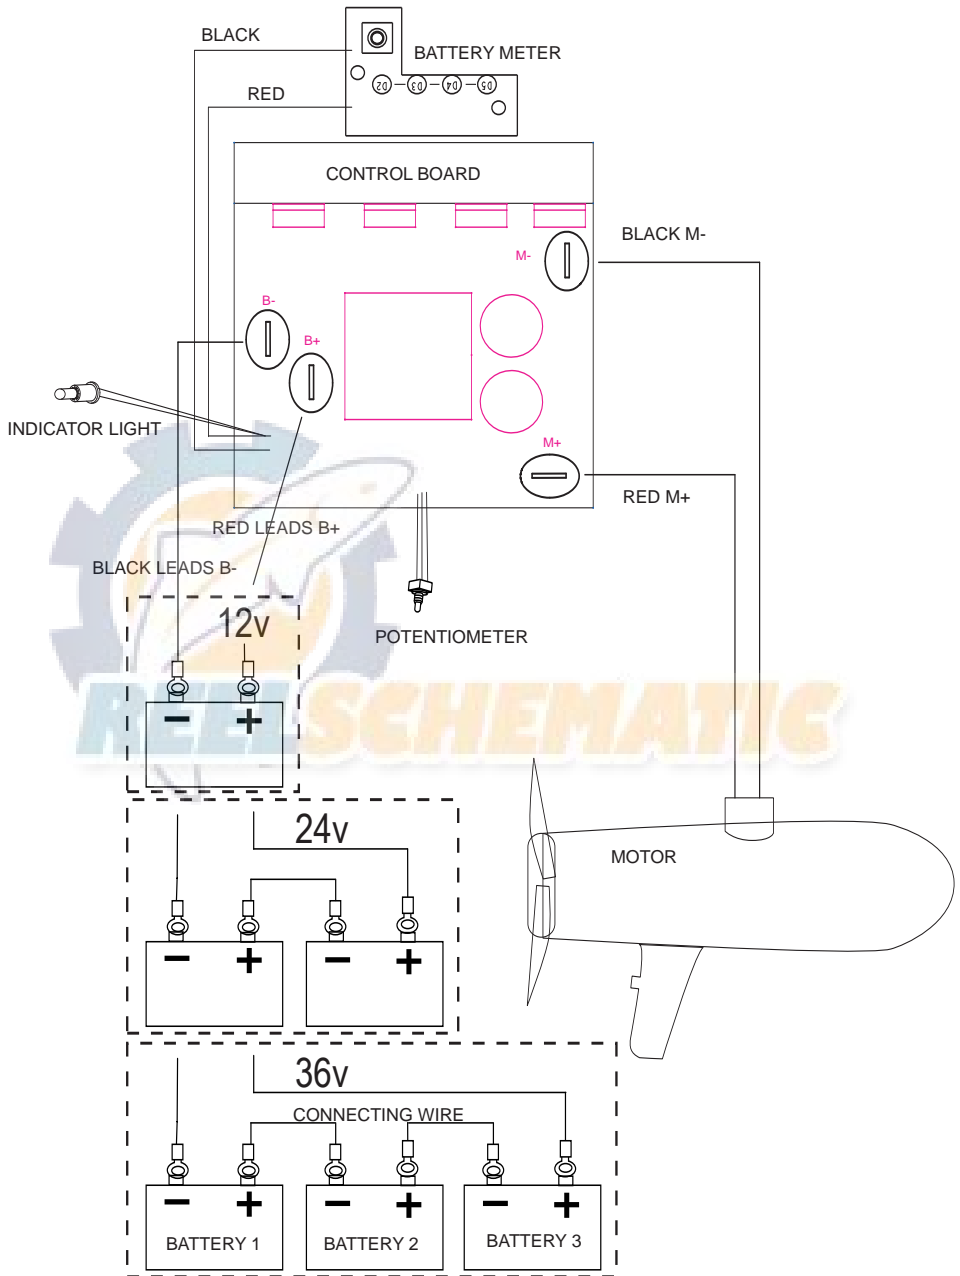 BLACK
BATTERY METER
D2 D3 D4 D5
RED
CONTROL BOARD
BLACK M-
M-
B-
B+
INDICATOR LIGHT
M+
RED M+
RED LEADS B+
BLACK LEADS B-
12v
POTENTIOMETER
REELSCHEMATIC
- +
24v
MOTOR
- + - +
36v
CONNECTING WIRE
- + - + - +
BATTERY 1 BATTERY 2 BATTERY 3